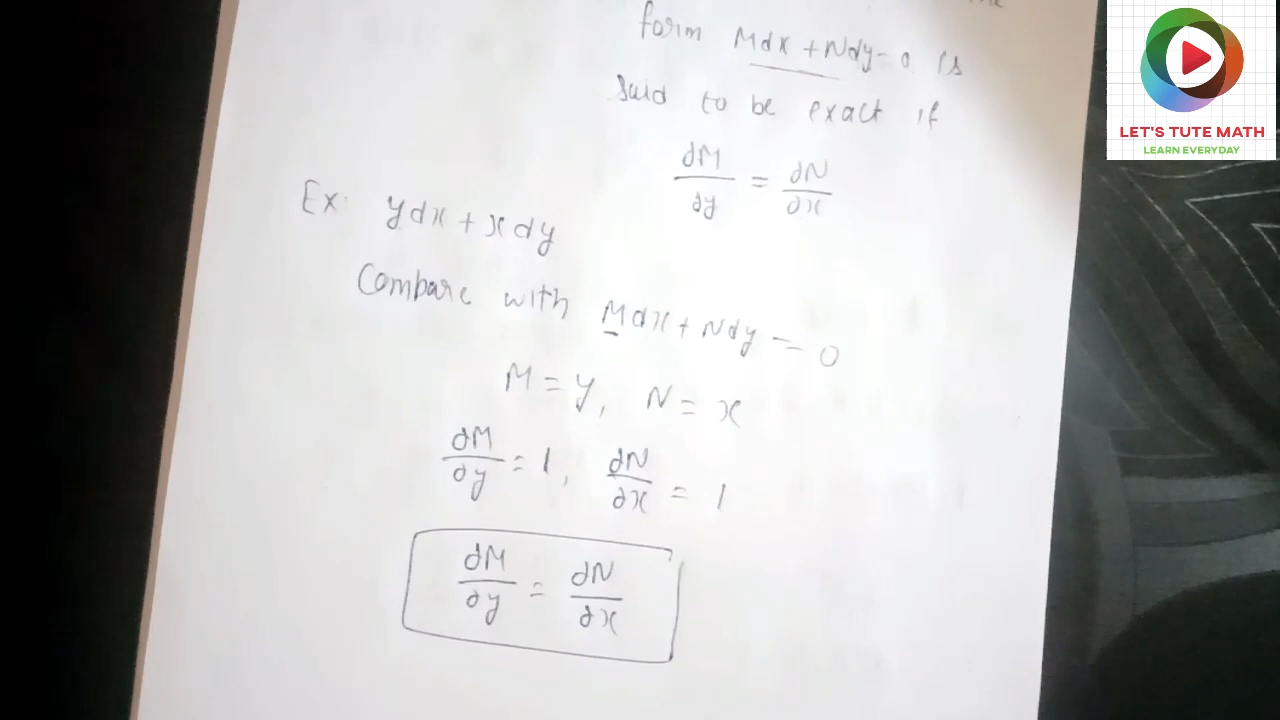 form Mdx + Ndy = 0 is
said to be exact if
∂M/∂y = ∂N/∂x
Ex: ydx + xdy
Compare with Mdx + Ndy = 0
M = y, N = x
∂M/∂y = 1, ∂N/∂x = 1
∂M/∂y = ∂N/∂x
LET'S TUTE MATH
LEARN EVERYDAY